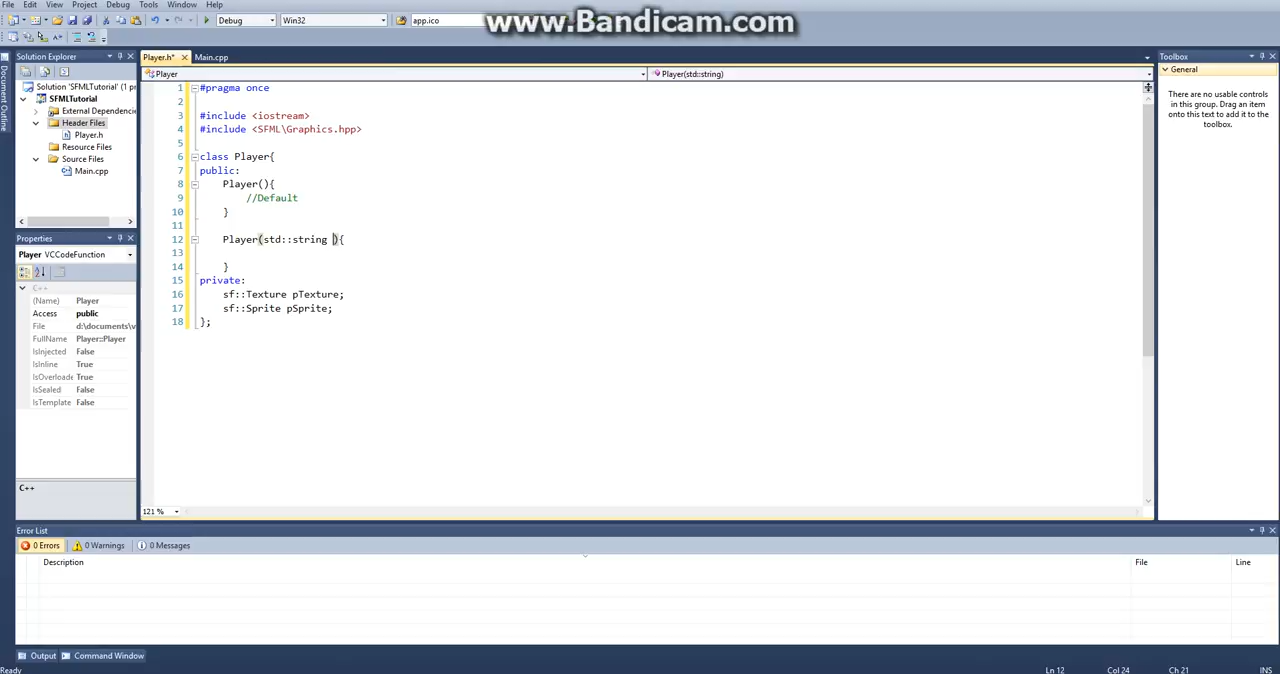 File Edit View Project Debug Tools Window Help
www.Bandicam.com
Debug Win32 app.ico
Document Outline
Solution Explorer
Solution 'SFMLTutorial' (1 pr
SFMLTutorial
External Dependencie
Header Files
Player.h
Resource Files
Source Files
Main.cpp
Properties
Player VCCodeFunction
C++
(Name) Player
Access public
File d:\documents\v
FullName Player::Player
IsInjected False
IsInline True
IsOverloade True
IsSealed False
IsTemplate False
C++
Player.h* Main.cpp
Player Player(std::string)
1 #pragma once
2
3 #include <iostream>
4 #include <SFML\Graphics.hpp>
5
6 class Player{
7 public:
8 Player(){
9 //Default
10 }
11
12 Player(std::string ){
13
14 }
15 private:
16 sf::Texture pTexture;
17 sf::Sprite pSprite;
18 };
121 %
Toolbox
General
There are no usable controls
in this group. Drag an item
onto this text to add it to the
toolbox.
Error List
0 Errors 0 Warnings 0 Messages
Description File Line
Output Command Window
Ready Ln 12 Col 24 Ch 21 INS